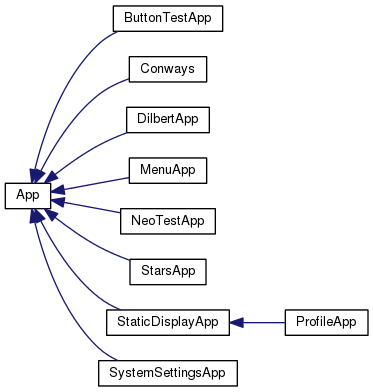 ButtonTestApp
Conways
DilbertApp
MenuApp
App
NeoTestApp
StarsApp
StaticDisplayApp
ProfileApp
SystemSettingsApp